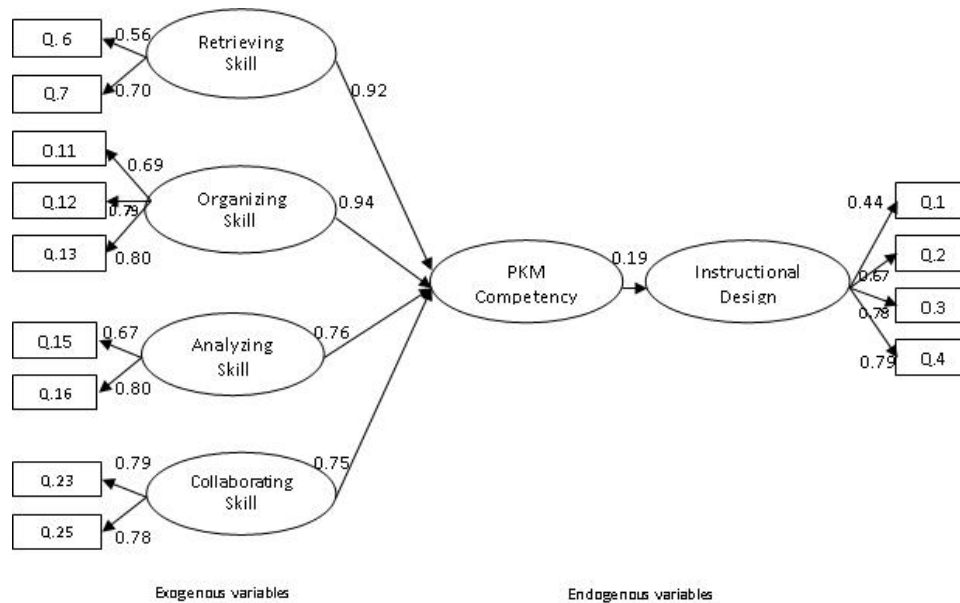 Q. 6
0.56
Retrieving
Skill
Q.7
0.70
0.92
O.11
0.69
Q.12
0.79
Organizing
Skill
0.94
Q.13
0.80
Q.15
0.67
Analyzing
Skill
0.76
Q.16
0.80
Q.23
0.79
Collaborating
Skill
0.75
Q.25
0.78
PKM
Competency
0.19
Instructional
Design
0.44
Q.1
Q.2
0.67
O.3
0.78
Q.4
0.79
Exogenous variables
Endogenous variables